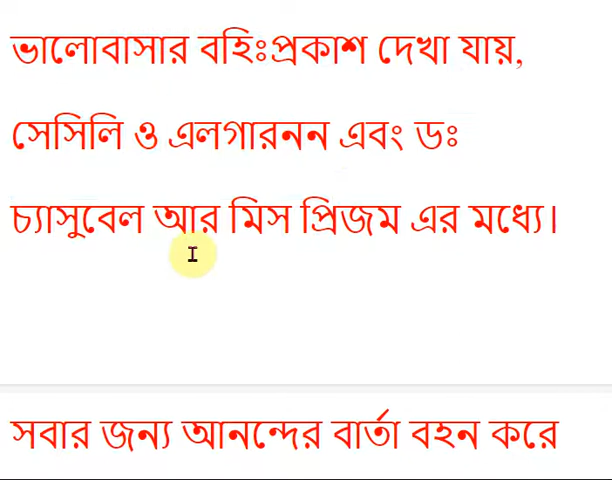 ভালোবাসার বহিঃপ্রকাশ দেখা যায়,
সেসিলি ও এলগারনন এবং ডঃ
চ্যাসুবেল আর মিস প্রিজম এর মধ্যে।
সবার জন্য আনন্দের বার্তা বহন করে